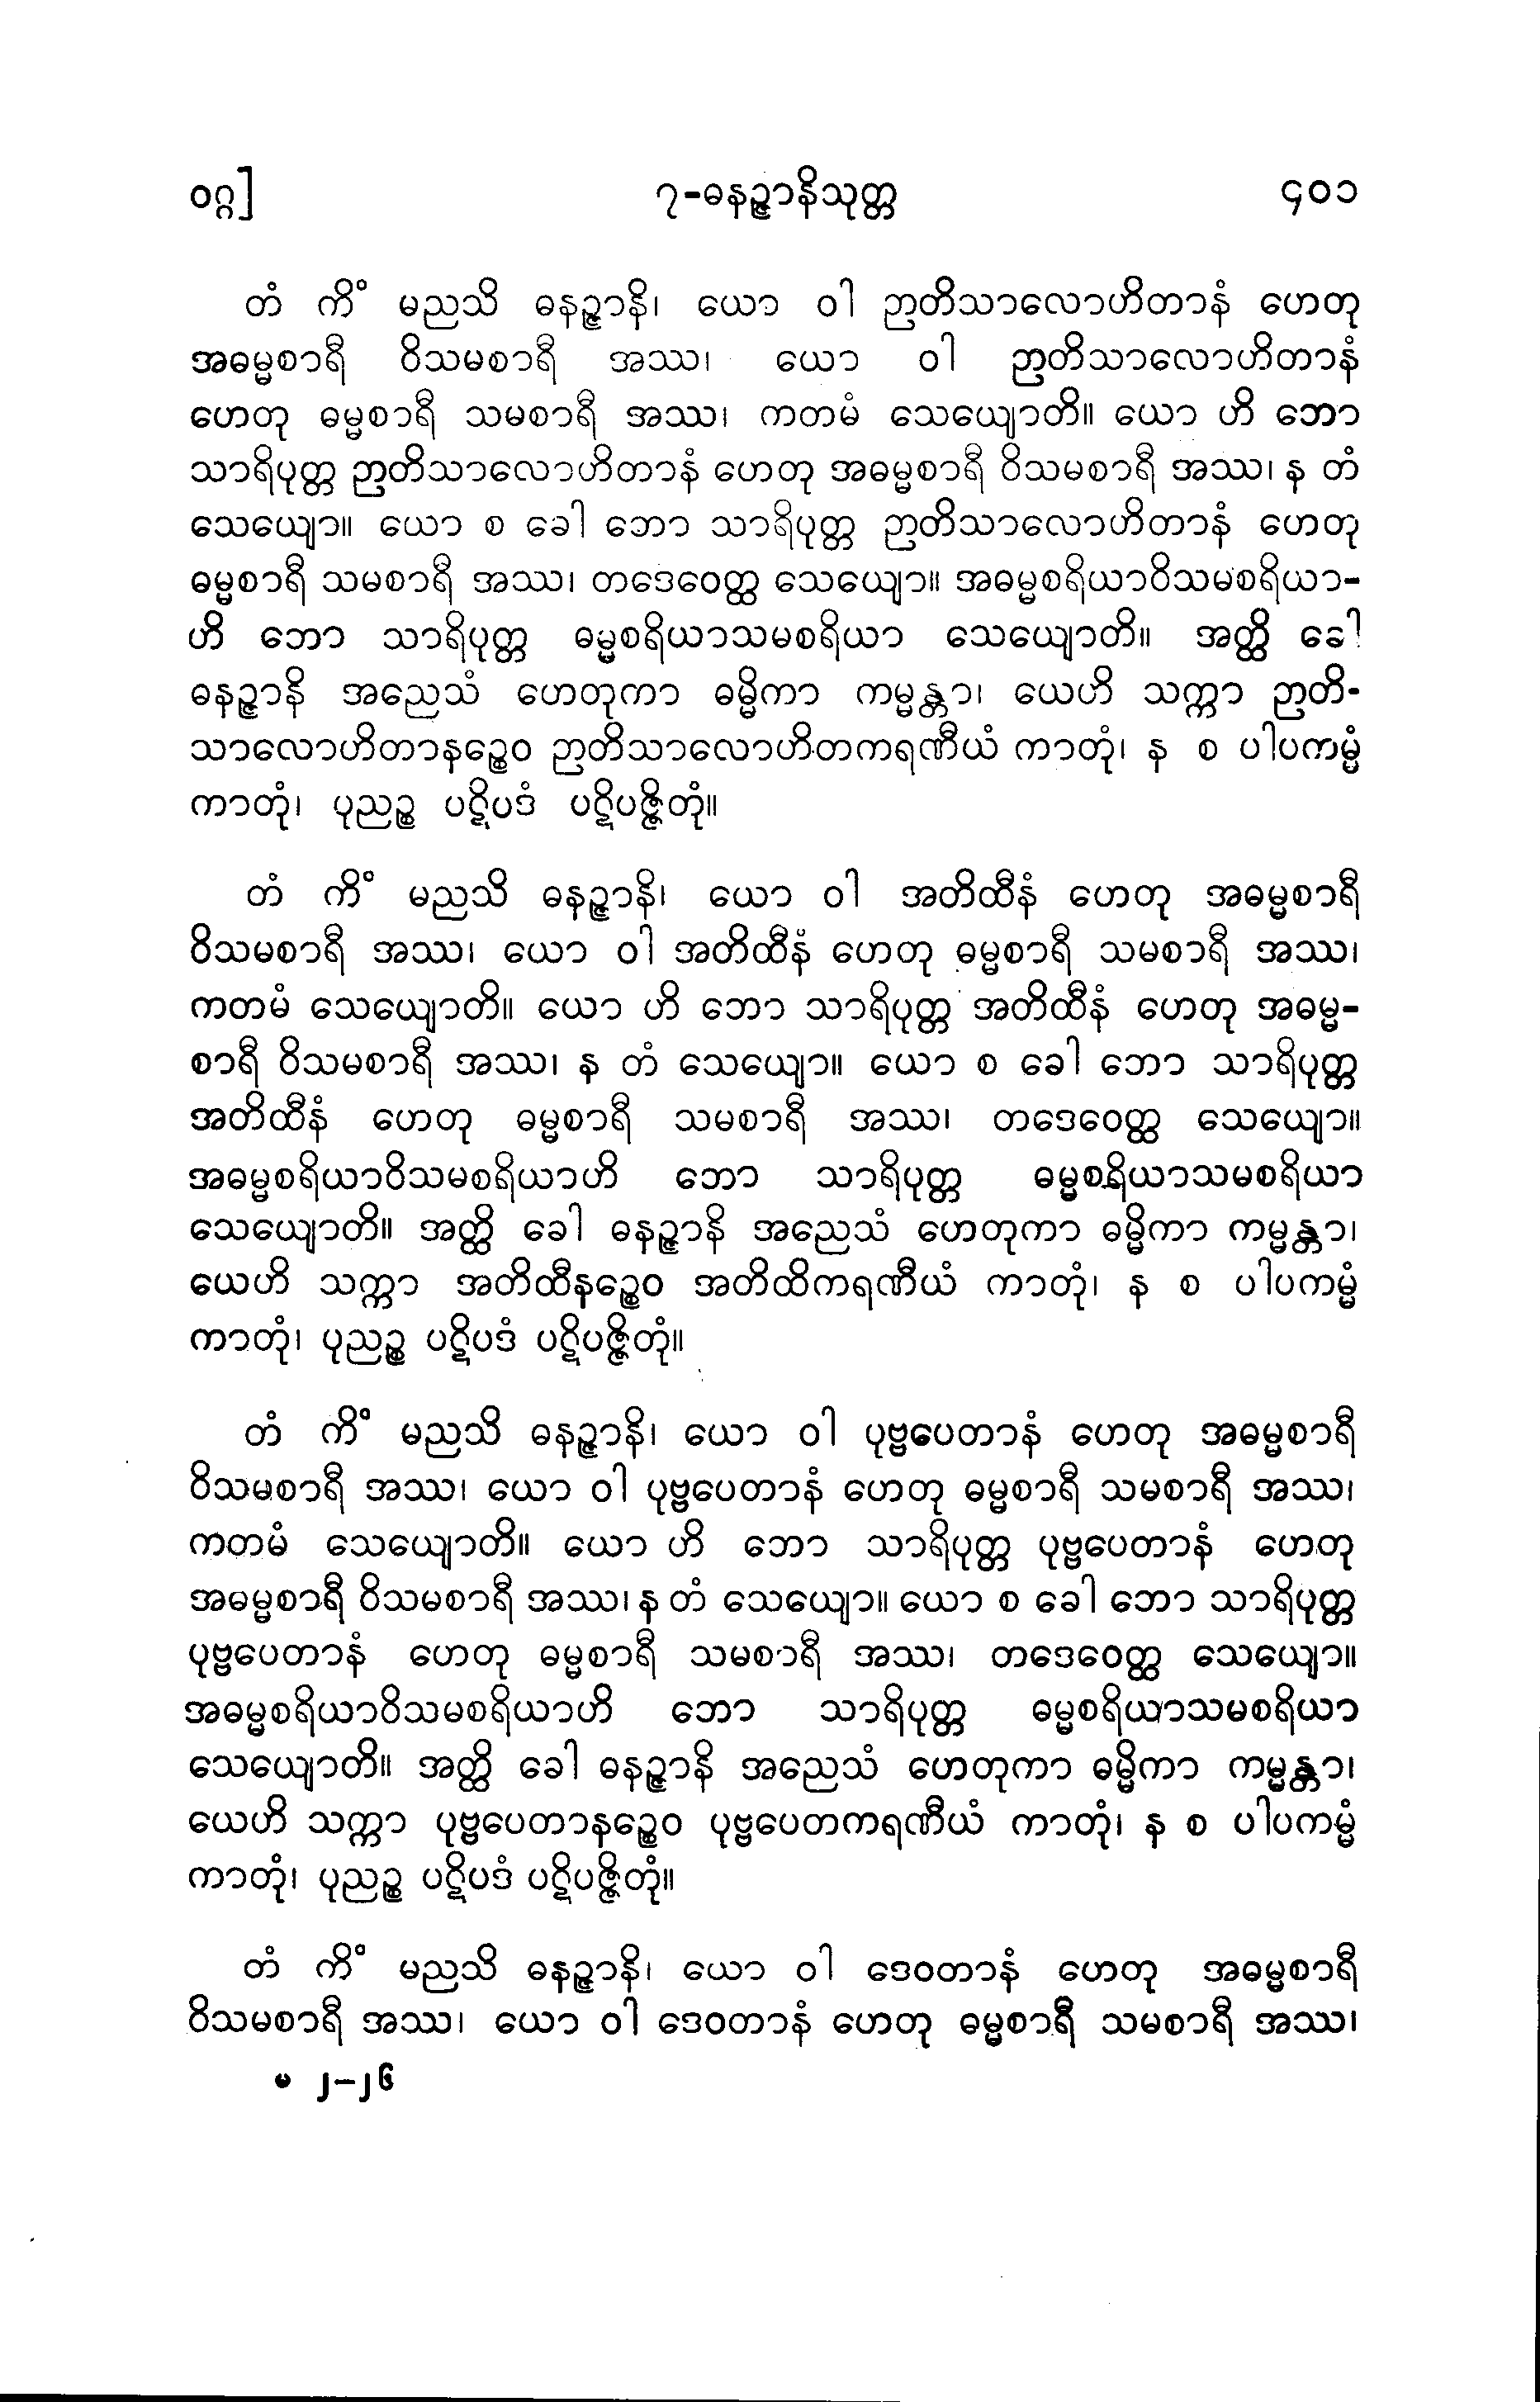 ဝဂ္ဂ]
၇-ဓနဉ္ဇာနိသုတ္တ
၄၀၁
တံ ကိံ မညသိ ဓနဉ္ဇာနိ၊ ယော ဝါ ဉာတိသာလောဟိတာနံ ဟေတု
အဓမ္မစာရီ ဝိသမစာရီ အဿ၊ ယော ဝါ ဉာတိသာလောဟိတာနံ
ဟေတု ဓမ္မစာရီ သမစာရီ အဿ၊ ကတမံ သေယျောတိ။ ယော ဟိ ဘော
သာရိပုတ္တ ဉာတိသာလောဟိတာနံ ဟေတု အဓမ္မစာရီ ဝိသမစာရီ အဿ၊ န တံ
သေယျော။ ယော စ ခေါ ဘော သာရိပုတ္တ ဉာတိသာလောဟိတာနံ ဟေတု
ဓမ္မစာရီ သမစာရီ အဿ၊ တဒေဝေတ္ထ သေယျော။ အဓမ္မစရိယာဝိသမစရိယာ-
ဟိ ဘော သာရိပုတ္တ ဓမ္မစရိယာသမစရိယာ သေယျောတိ။ အတ္ထိ ခေါ
ဓနဉ္ဇာနိ အညေသံ ဟေတုကာ ဓမ္မိကာ ကမ္မန္တာ၊ ယေဟိ သက္ကာ ဉာတိ-
သာလောဟိတာနဉ္စေဝ ဉာတိသာလောဟိတကရဏီယံ ကာတုံ၊ န စ ပါပကမ္မံ
ကာတုံ၊ ပုညဉ္စ ပဋိပဒံ ပဋိပဇ္ဇိတုံ။
တံ ကိံ မညသိ ဓနဉ္ဇာနိ၊ ယော ဝါ အတိထီနံ ဟေတု အဓမ္မစာရီ
ဝိသမစာရီ အဿ၊ ယော ဝါ အတိထီနံ ဟေတု ဓမ္မစာရီ သမစာရီ အဿ၊
ကတမံ သေယျောတိ။ ယော ဟိ ဘော သာရိပုတ္တ အတိထီနံ ဟေတု အဓမ္မ-
စာရီ ဝိသမစာရီ အဿ၊ န တံ သေယျော။ ယော စ ခေါ ဘော သာရိပုတ္တ
အတိထီနံ ဟေတု ဓမ္မစာရီ သမစာရီ အဿ၊ တဒေဝေတ္ထ သေယျော။
အဓမ္မစရိယာဝိသမစရိယာဟိ ဘော သာရိပုတ္တ ဓမ္မစရိယာသမစရိယာ
သေယျောတိ။ အတ္ထိ ခေါ ဓနဉ္ဇာနိ အညေသံ ဟေတုကာ ဓမ္မိကာ ကမ္မန္တာ၊
ယေဟိ သက္ကာ အတိထီနဉ္စေဝ အတိထိကရဏီယံ ကာတုံ၊ န စ ပါပကမ္မံ
ကာတုံ၊ ပုညဉ္စ ပဋိပဒံ ပဋိပဇ္ဇိတုံ။
တံ ကိံ မညသိ ဓနဉ္ဇာနိ၊ ယော ဝါ ပုဗ္ဗပေတာနံ ဟေတု အဓမ္မစာရီ
ဝိသမစာရီ အဿ၊ ယော ဝါ ပုဗ္ဗပေတာနံ ဟေတု ဓမ္မစာရီ သမစာရီ အဿ၊
ကတမံ သေယျောတိ။ ယော ဟိ ဘော သာရိပုတ္တ ပုဗ္ဗပေတာနံ ဟေတု
အဓမ္မစာရီ ဝိသမစာရီ အဿ၊ န တံ သေယျော။ ယော စ ခေါ ဘော သာရိပုတ္တ
ပုဗ္ဗပေတာနံ ဟေတု ဓမ္မစာရီ သမစာရီ အဿ၊ တဒေဝေတ္ထ သေယျော။
အဓမ္မစရိယာဝိသမစရိယာဟိ ဘော သာရိပုတ္တ ဓမ္မစရိယာသမစရိယာ
သေယျောတိ။ အတ္ထိ ခေါ ဓနဉ္ဇာနိ အညေသံ ဟေတုကာ ဓမ္မိကာ ကမ္မန္တာ၊
ယေဟိ သက္ကာ ပုဗ္ဗပေတာနဉ္စေဝ ပုဗ္ဗပေတကရဏီယံ ကာတုံ၊ န စ ပါပကမ္မံ
ကာတုံ၊ ပုညဉ္စ ပဋိပဒံ ပဋိပဇ္ဇိတုံ။
တံ ကိံ မညသိ ဓနဉ္ဇာနိ၊ ယော ဝါ ဒေဝတာနံ ဟေတု အဓမ္မစာရီ
ဝိသမစာရီ အဿ၊ ယော ဝါ ဒေဝတာနံ ဟေတု ဓမ္မစာရီ သမစာရီ အဿ၊
မ ၂–၂၆